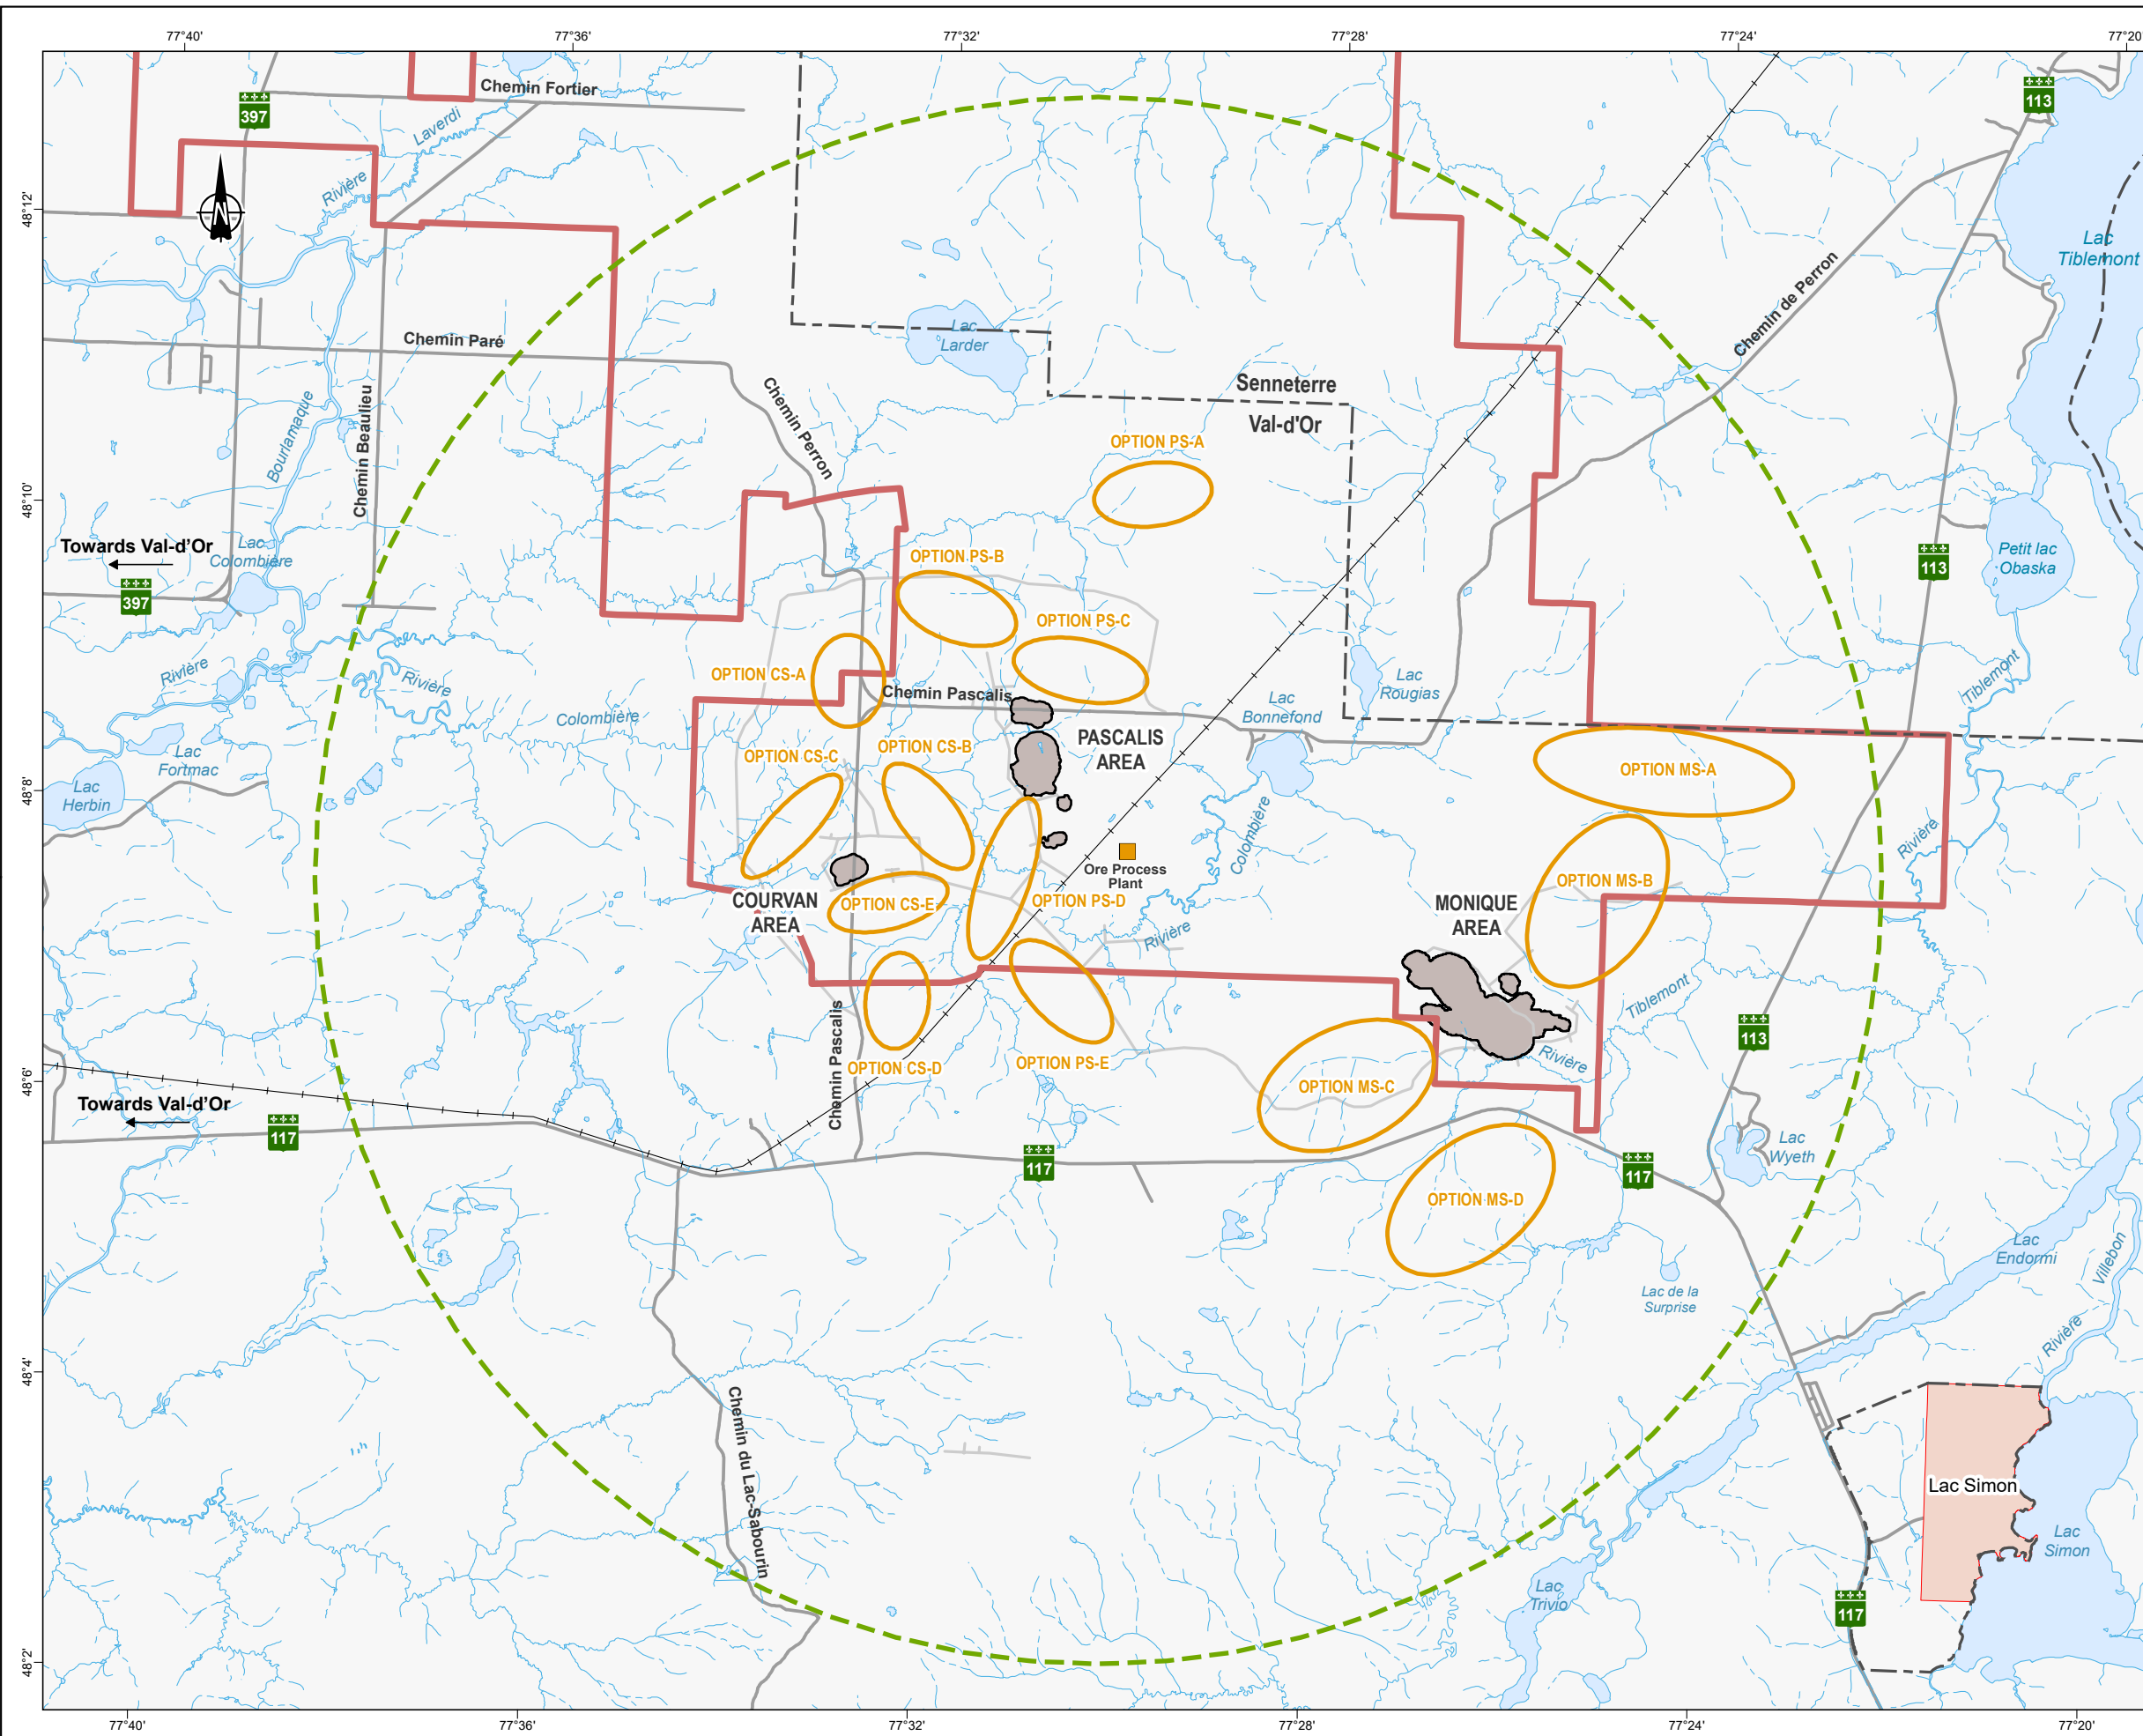 77°40'
77°36'
77°32'
77°28'
77°24'
77°20'
Chemin Fortier
397
113
Laverdi
Rivière
48°12'
N
Lac
Tiblemont
Chemin de Perron
Lac
Larder
Chemin Paré
Senneterre
Val-d'Or
Chemin Perron
Chemin Beaulieu
Bourlamaque
OPTION PS-A
48°10'
Towards Val-d'Or
397
Lac
Colombière
OPTION PS-B
113
Petit lac
Obaska
OPTION PS-C
Rivière
Rivière
OPTION CS-A
Chemin Pascalis
Lac
Rougias
Tiblemont
Colombière
Lac
Bonnefond
OPTION CS-C
OPTION CS-B
PASCALIS
AREA
Lac
Fortmac
OPTION MS-A
48°8'
Lac
Herbin
Colombière
Rivière
Ore Process
Plant
OPTION MS-B
COURVAN
AREA
OPTION CS-E
OPTION PS-D
MONIQUE
AREA
Rivière
Tiblemont
113
Rivière
Chemin Pascalis
OPTION CS-D
OPTION PS-E
OPTION MS-C
48°6'
Towards Val-d'Or
117
117
117
Lac
Wyeth
OPTION MS-D
Lac
Endormi
Villebon
Lac de la
Surprise
Rivière
48°4'
Chemin du Lac-Sabourin
Lac Simon
Lac
Simon
Lac
Trivio
117
48°2'
77°40'
77°36'
77°32'
77°28'
77°24'
77°20'